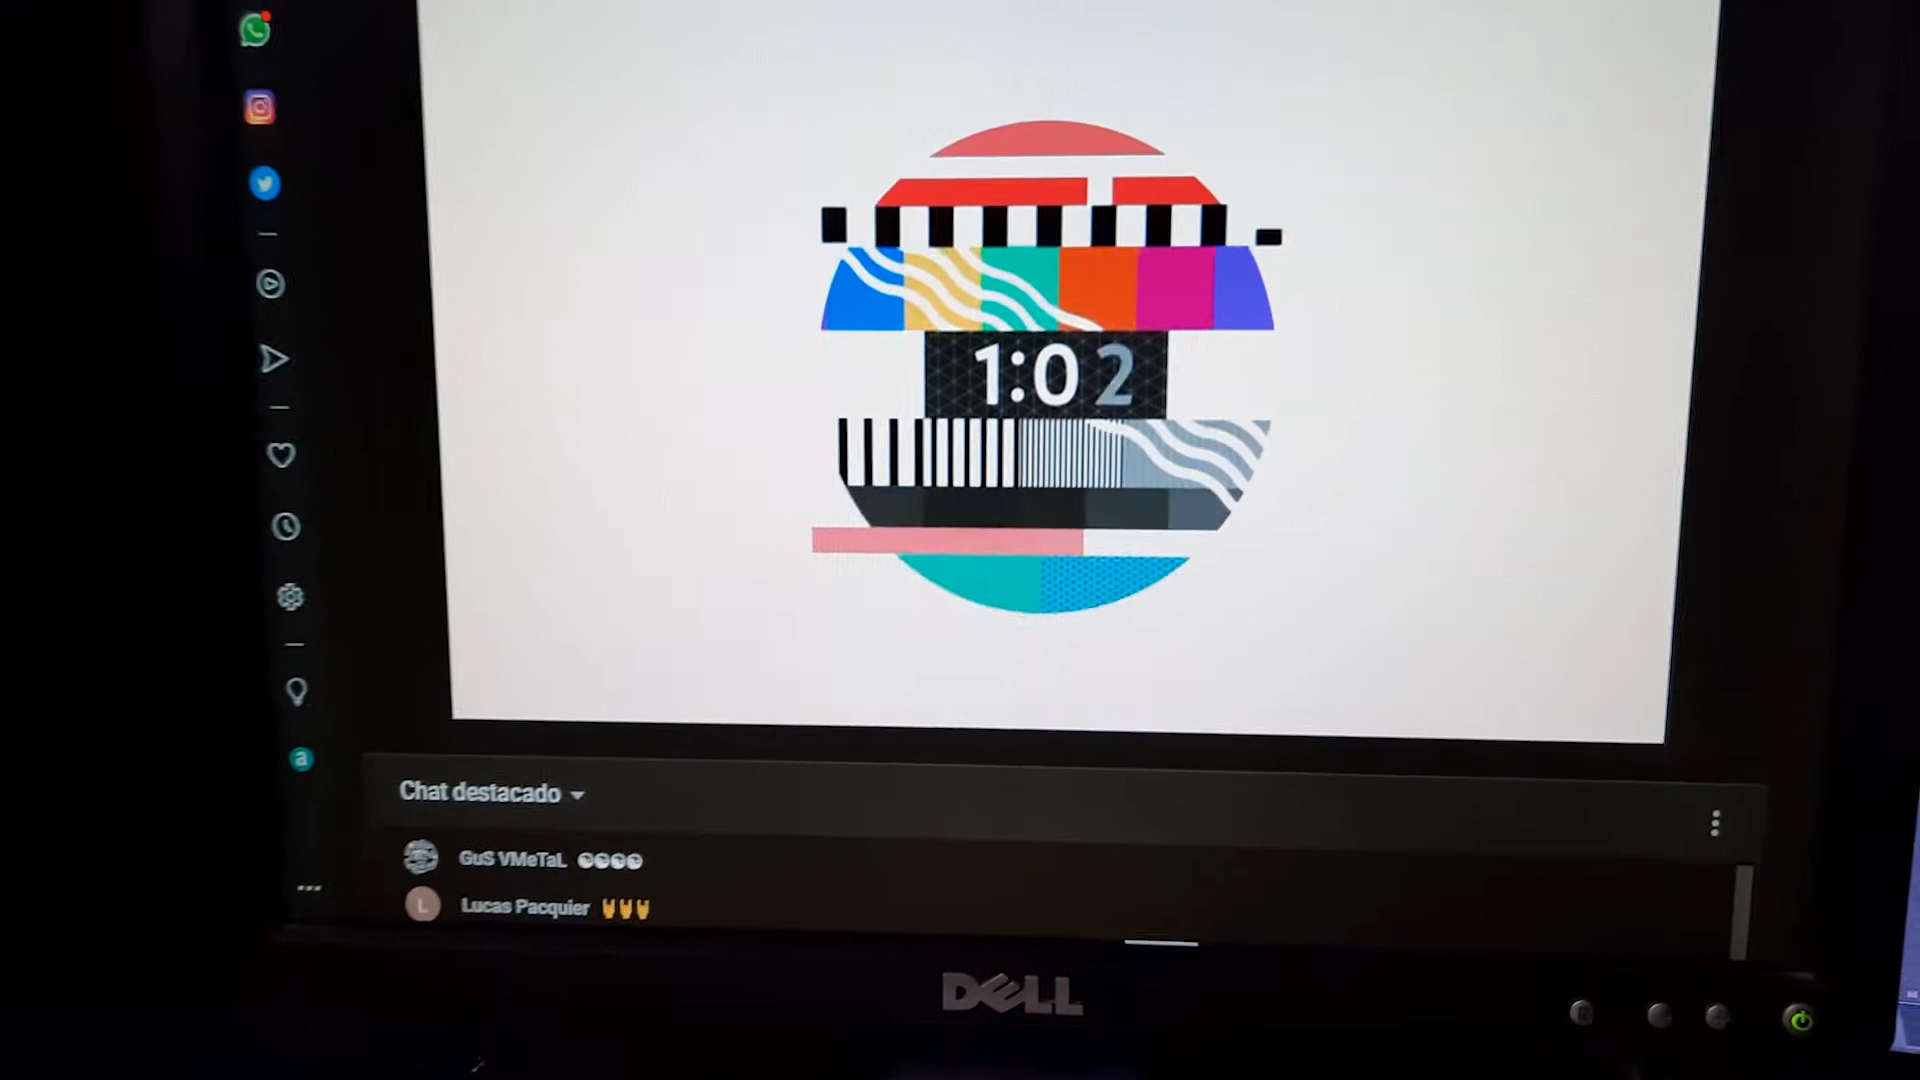 1:02
Chat destacado
GuS VMeTaL
Lucas Pacquier
L
a
DELL